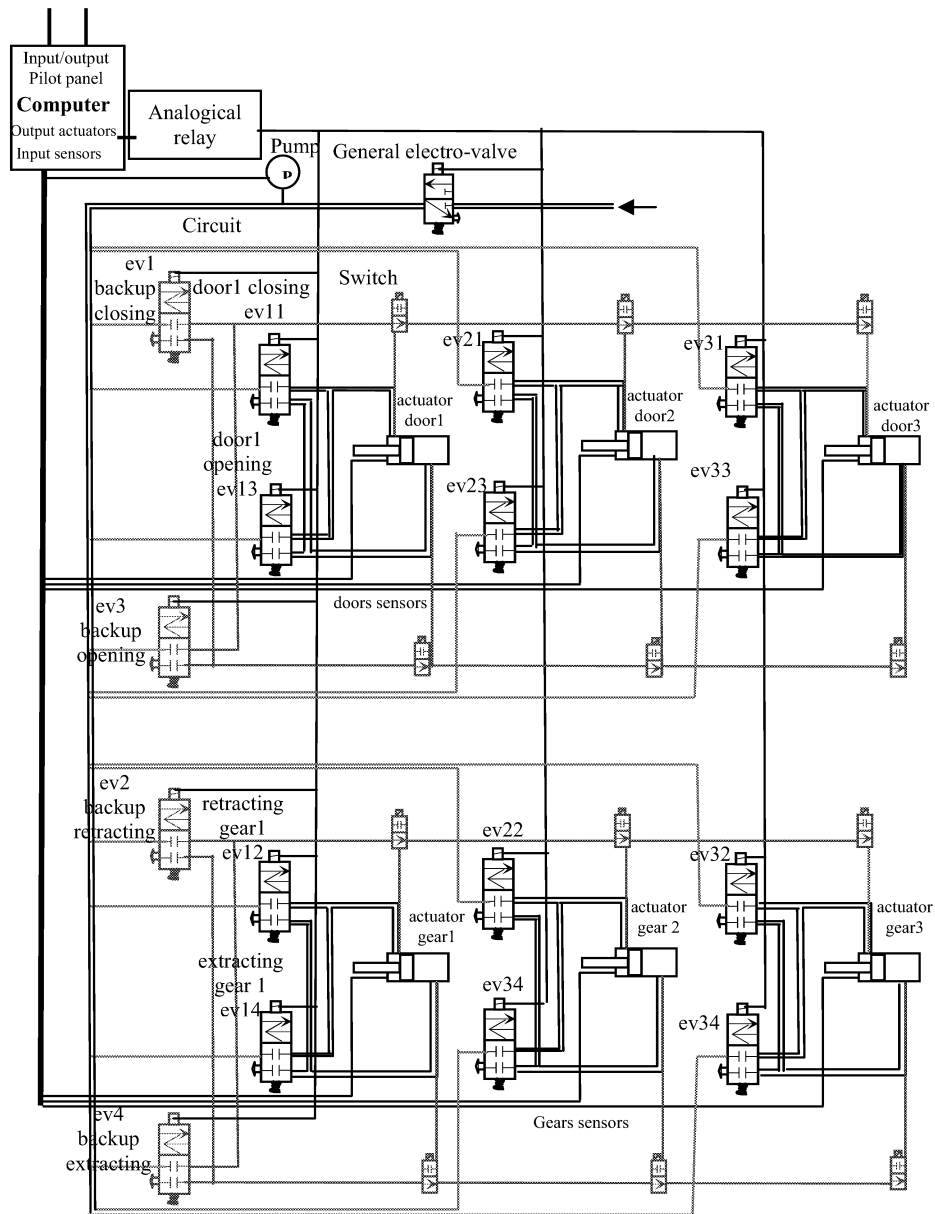 Input/output
Pilot panel
Computer
Output actuators
Input sensors
Analogical
relay
Pump
P
General electro-valve
Circuit
Switch
ev1
backup
closing
door1 closing
ev11
ev21
ev31
actuator
door1
actuator
door2
actuator
door3
door1
opening
ev13
ev23
ev33
doors sensors
ev3
backup
opening
ev2
backup
retracting
retracting
gear1
ev12
ev22
ev32
actuator
gear1
actuator
gear 2
actuator
gear3
extracting
gear 1
ev14
ev34
ev34
Gears sensors
ev4
backup
extracting